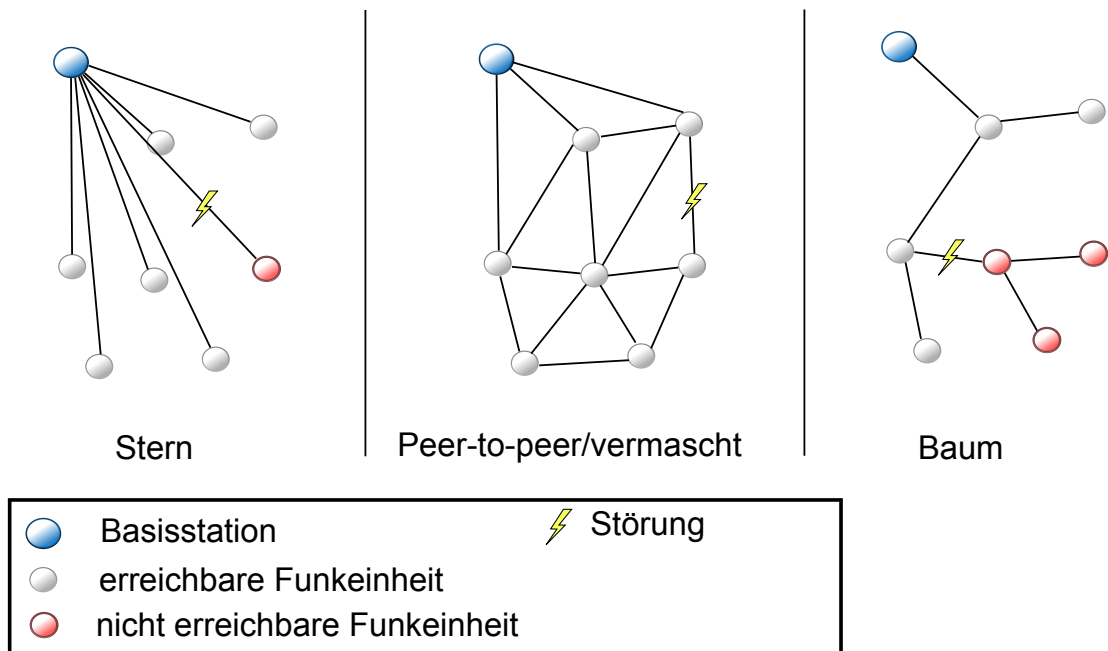 Stern
Peer-to-peer/vermascht
Baum
Basisstation
Störung
erreichbare Funkeinheit
nicht erreichbare Funkeinheit